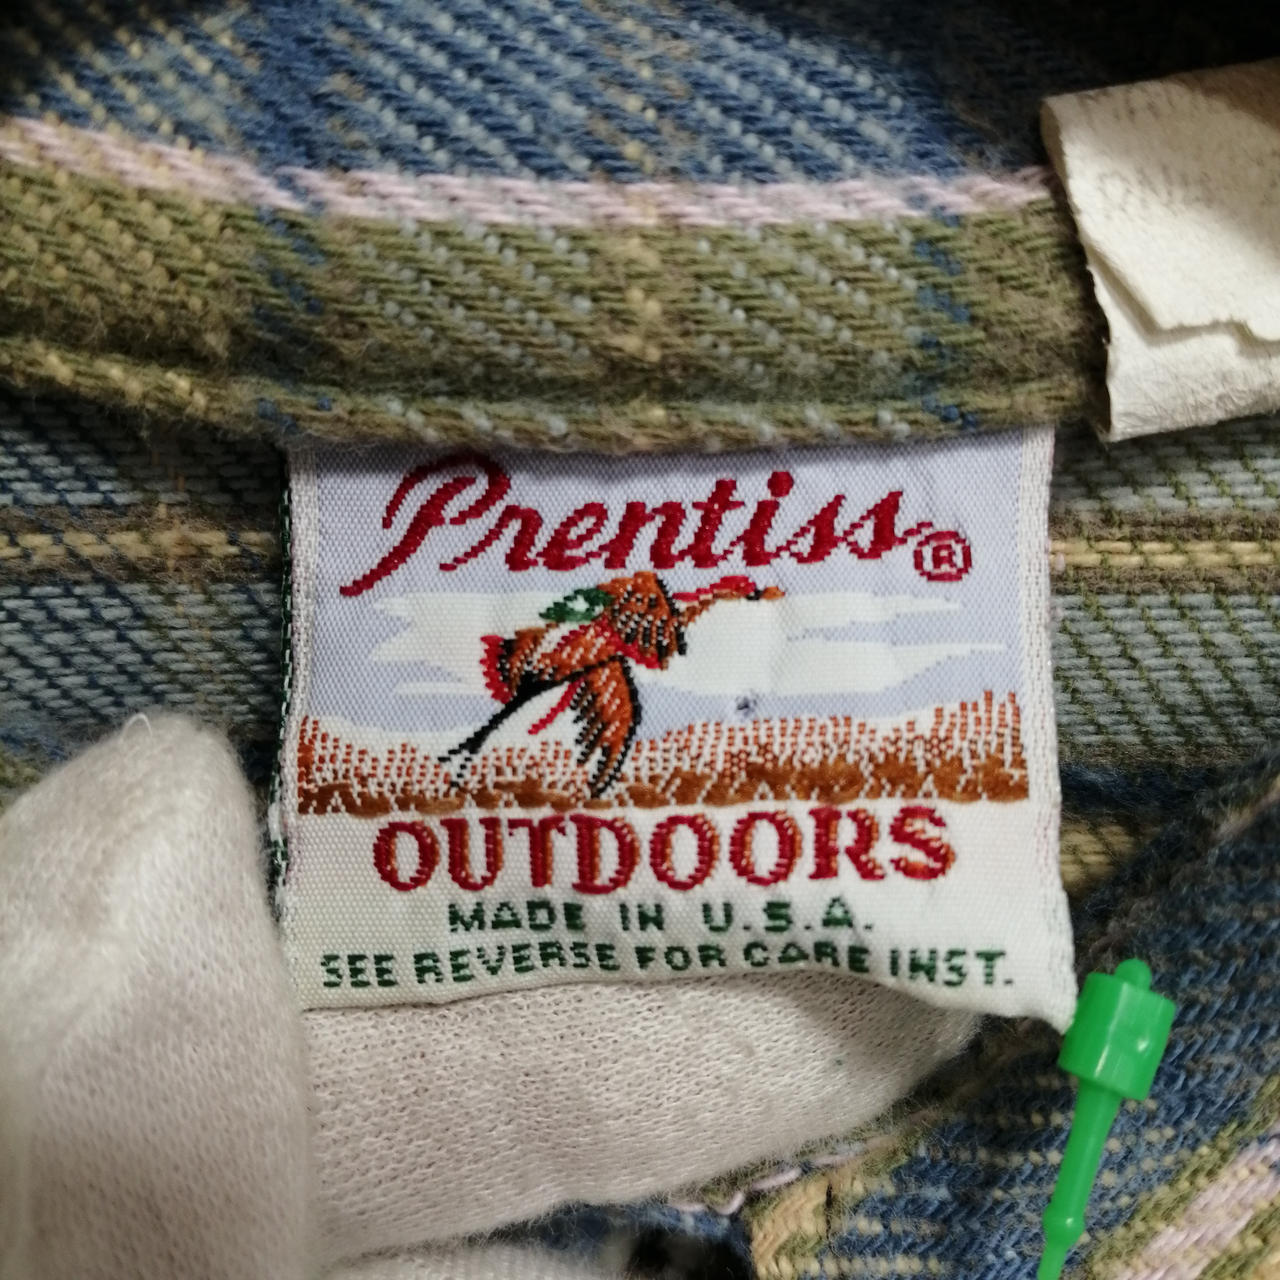 Prentiss®
OUTDOORS
MADE IN U.S.A.
SEE REVERSE FOR CARE INST.